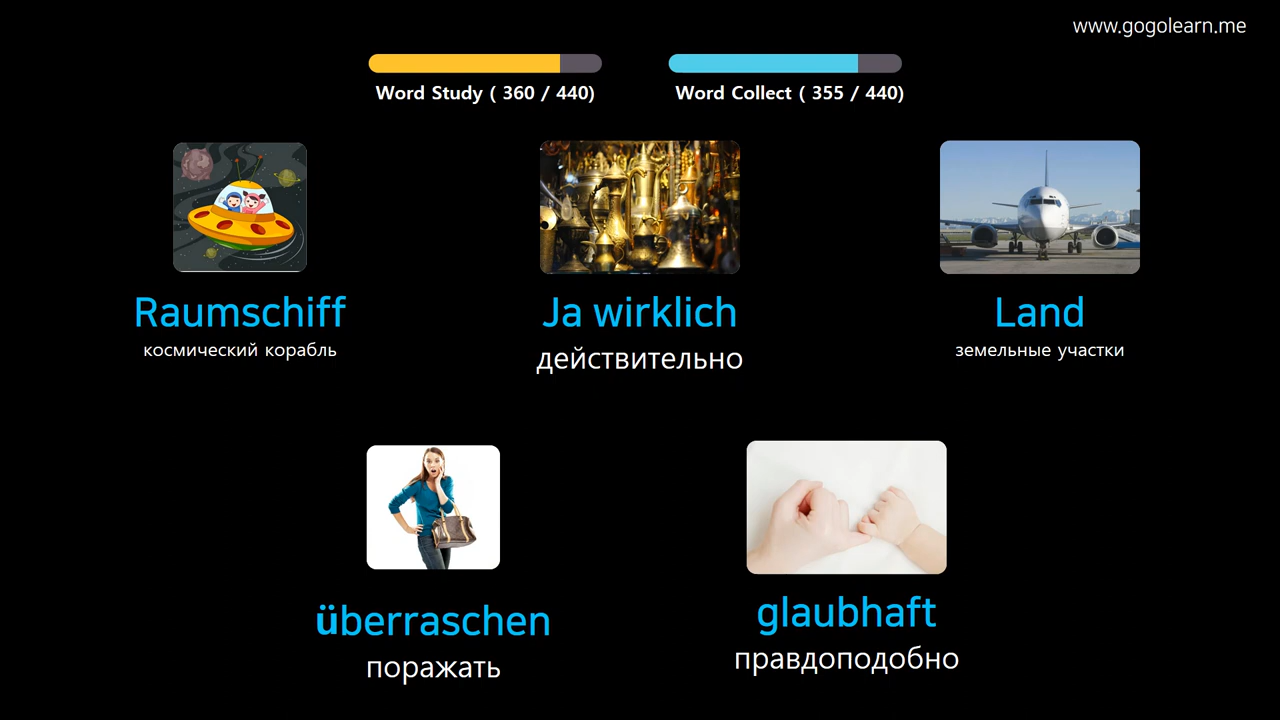 www.gogolearn.me
Word Study ( 360 / 440)
Word Collect ( 355 / 440)
Raumschiff
космический корабль
Ja wirklich
действительно
Land
земельные участки
überraschen
поражать
glaubhaft
правдоподобно